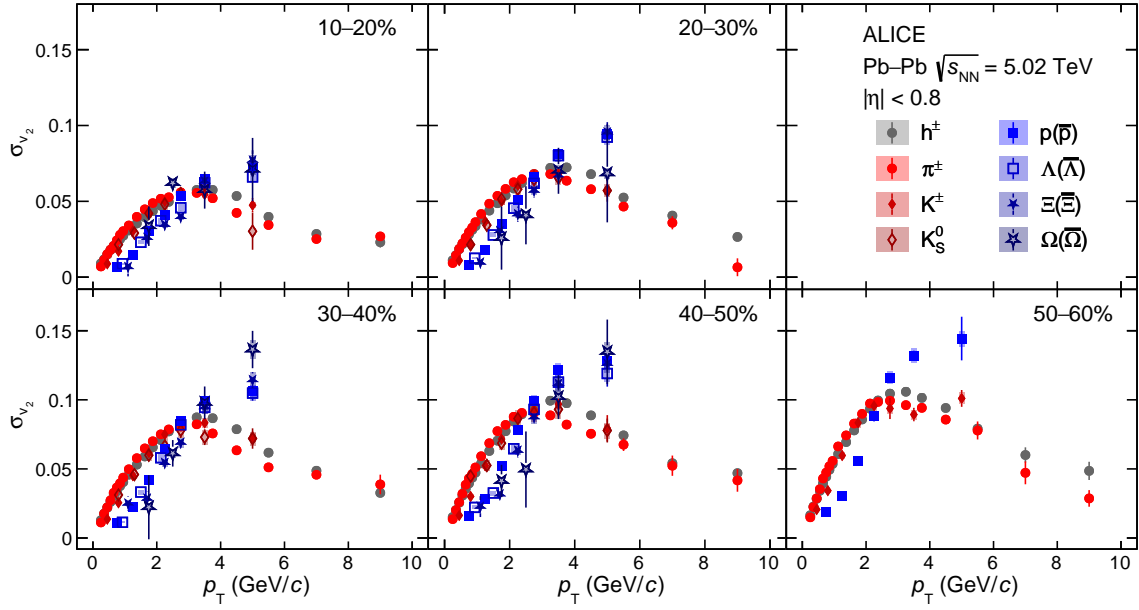 10–20%
20–30%
ALICE
Pb–Pb √s_NN = 5.02 TeV
|η| < 0.8
h±
p(p̅)
π±
Λ(Λ̅)
K±
Ξ(Ξ̅)
K⁰_S
Ω(Ω̅)
σ_v₂
0.15
0.1
0.05
0
30–40%
40–50%
50–60%
σ_v₂
0.15
0.1
0.05
0
0 2 4 6 8 10
0 2 4 6 8 10
0 2 4 6 8 10
p_T (GeV/c)
p_T (GeV/c)
p_T (GeV/c)